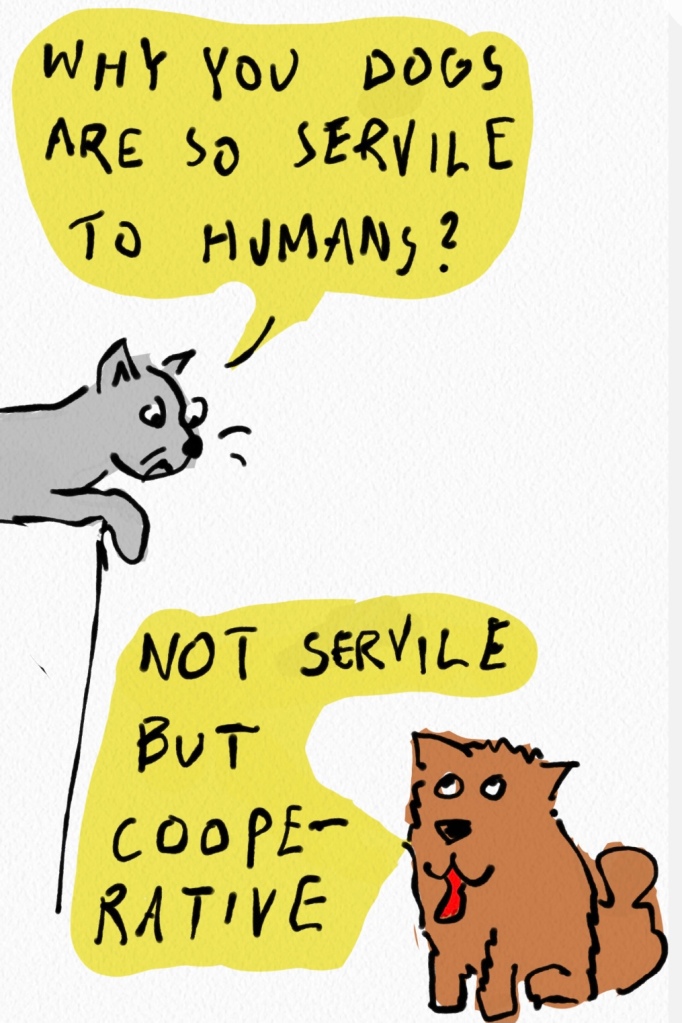 WHY YOU DOGS
ARE SO SERVILE
TO HUMANS?
NOT SERVILE
BUT
COOPE-
RATIVE